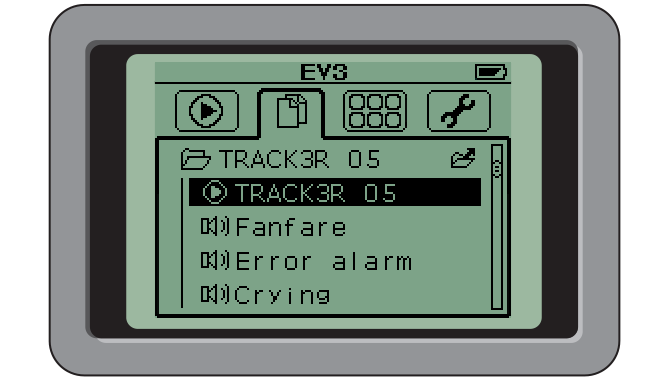 EV3
TRACK3R 05
TRACK3R 05
Fanfare
Error alarm
Crying